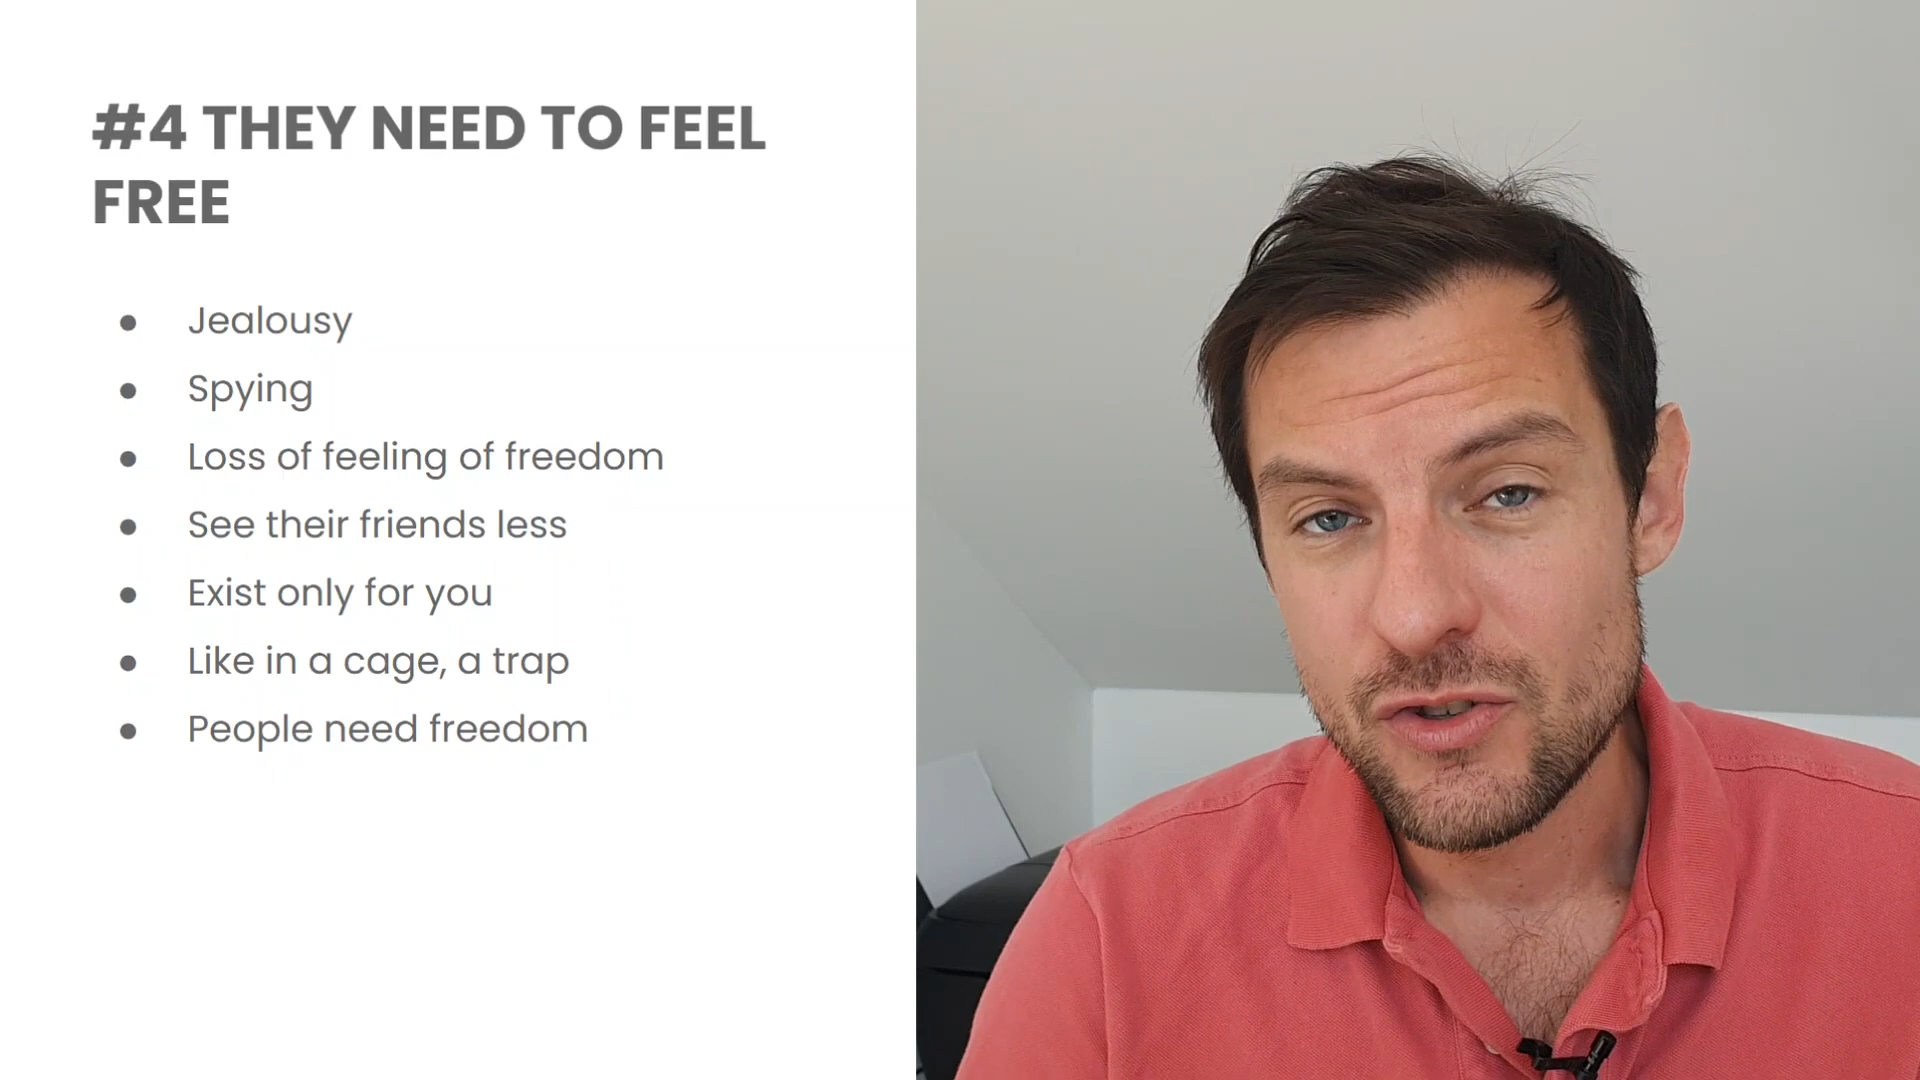 #4 THEY NEED TO FEEL
FREE
● Jealousy
● Spying
● Loss of feeling of freedom
● See their friends less
● Exist only for you
● Like in a cage, a trap
● People need freedom